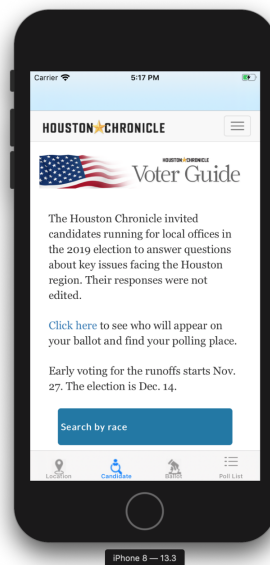 Carrier 5:17 PM
HOUSTON CHRONICLE
HOUSTON CHRONICLE
Voter Guide
The Houston Chronicle invited
candidates running for local offices in
the 2019 election to answer questions
about key issues facing the Houston
region. Their responses were not
edited.
Click here to see who will appear on
your ballot and find your polling place.
Early voting for the runoffs starts Nov.
27. The election is Dec. 14.
Search by race
Location Candidate Ballot Poll List
iPhone 8 — 13.3